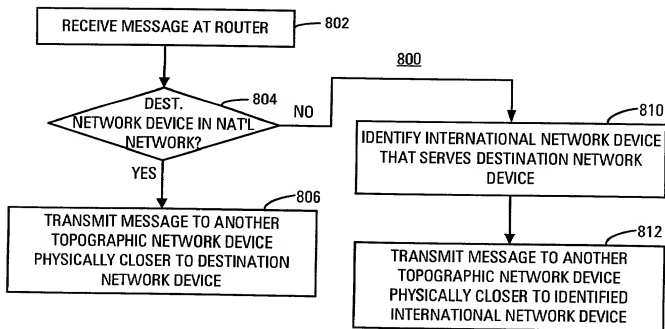 RECEIVE MESSAGE AT ROUTER
802
800
DEST.
NETWORK DEVICE IN NAT'L
NETWORK?
804
NO
YES
806
TRANSMIT MESSAGE TO ANOTHER
TOPOGRAPHIC NETWORK DEVICE
PHYSICALLY CLOSER TO DESTINATION
NETWORK DEVICE
810
IDENTIFY INTERNATIONAL NETWORK DEVICE
THAT SERVES DESTINATION NETWORK
DEVICE
812
TRANSMIT MESSAGE TO ANOTHER
TOPOGRAPHIC NETWORK DEVICE
PHYSICALLY CLOSER TO IDENTIFIED
INTERNATIONAL NETWORK DEVICE